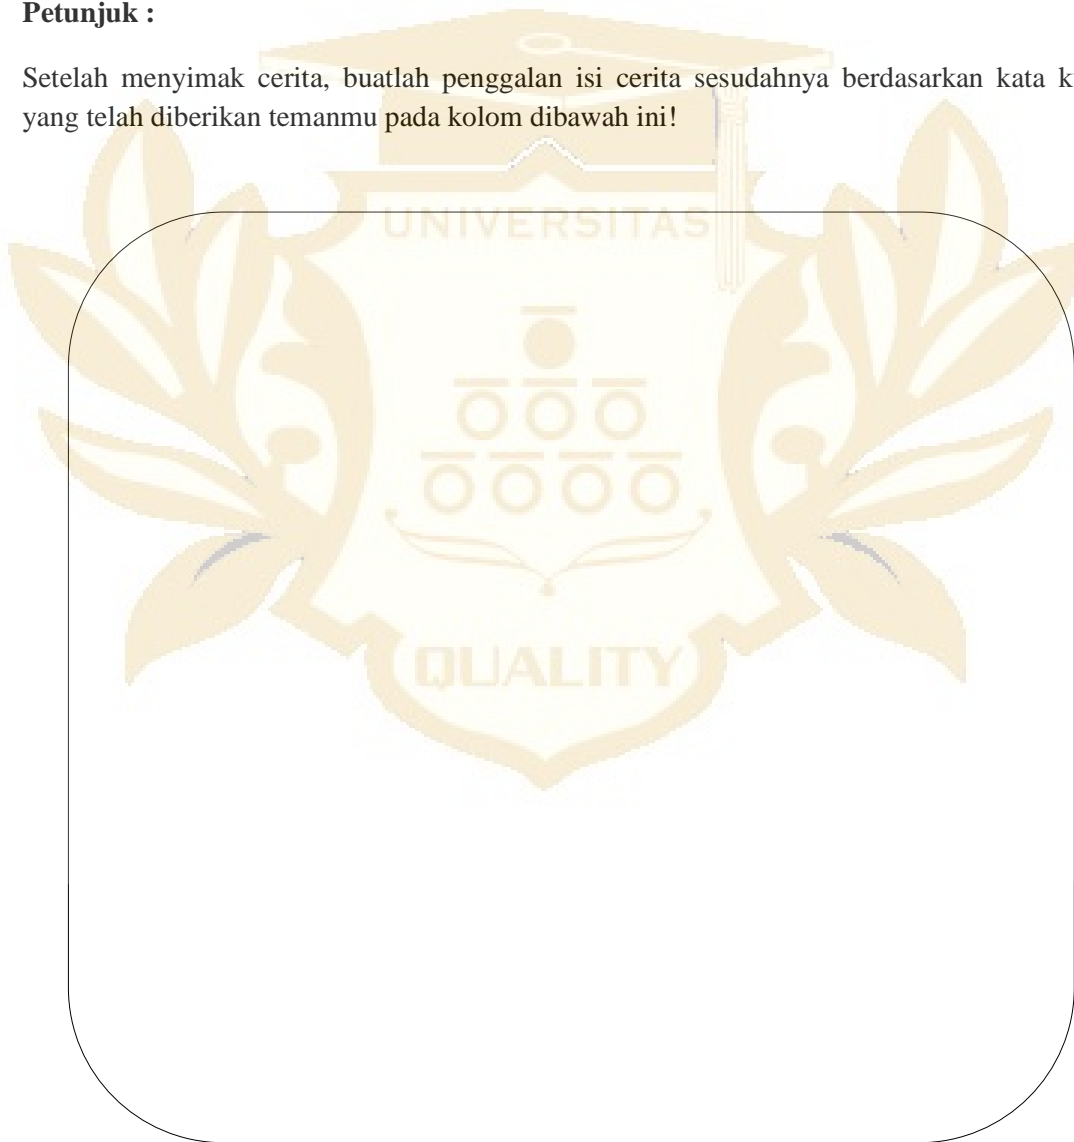 Petunjuk :
Setelah menyimak cerita, buatlah penggalan isi cerita sesudahnya berdasarkan kata
yang telah diberikan temanmu pada kolom dibawah ini!
UNIVERSITAS
QUALITY